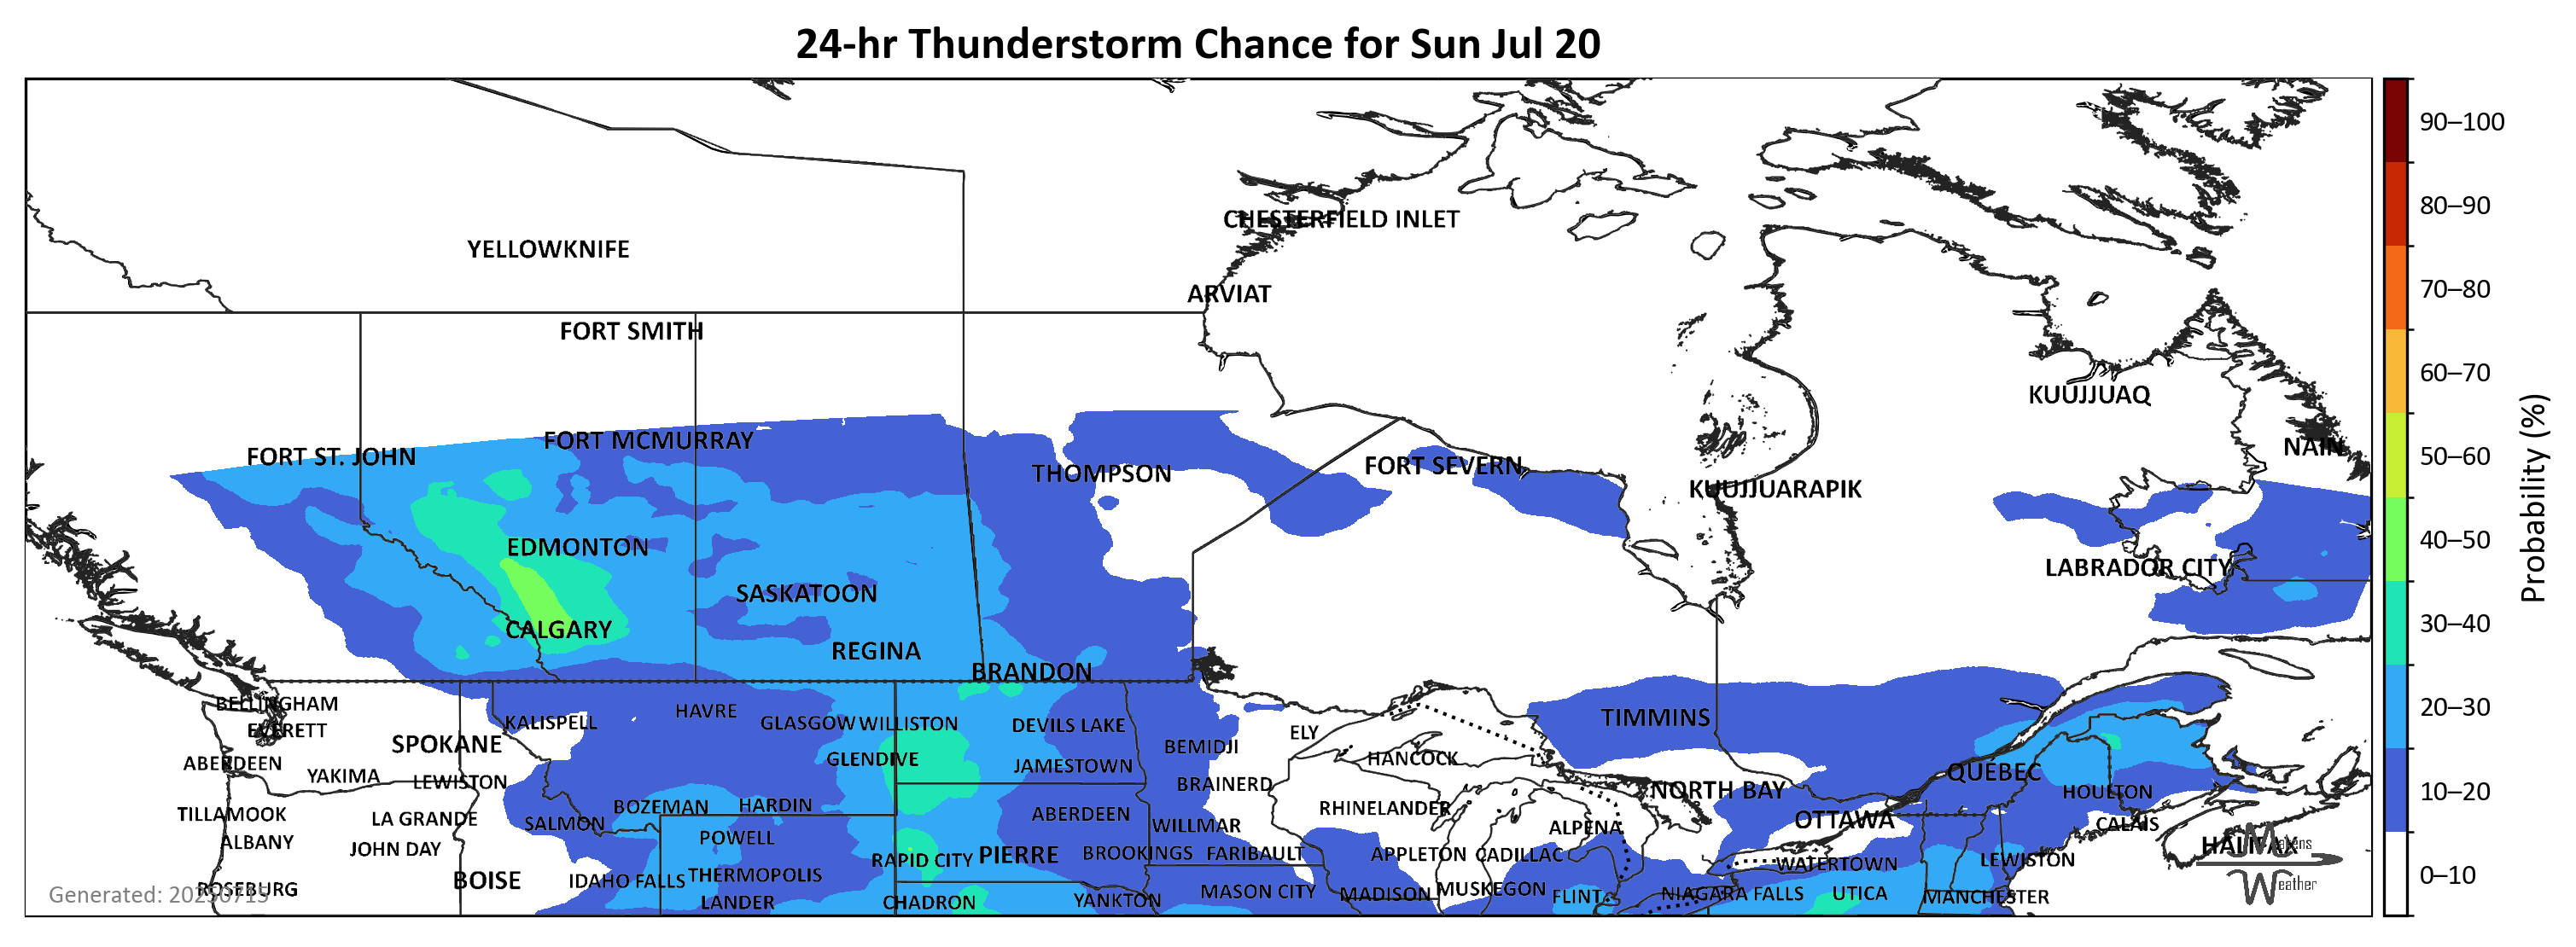 24-hr Thunderstorm Chance for Sun Jul 20
90–100
80–90
70–80
60–70
50–60
40–50
30–40
20–30
10–20
0–10
Probability (%)
CHESTERFIELD INLET
YELLOWKNIFE
ARVIAT
FORT SMITH
KUUJJUAQ
FORT MCMURRAY
NAIN
FORT ST. JOHN
FORT SEVERN
THOMPSON
KUUJJUARAPIK
EDMONTON
LABRADOR CITY
SASKATOON
CALGARY
REGINA
BRANDON
BELLINGHAM
HAVRE
TIMMINS
KALISPELL
GLASGOW
WILLISTON
DEVILS LAKE
EVERETT
ELY
SPOKANE
BEMIDJI
HANCOCK
GLENDIVE
ABERDEEN
JAMESTOWN
QUÉBEC
YAKIMA
LEWISTON
BRAINERD
NORTH BAY
HOULTON
BOZEMAN
HARDIN
RHINELANDER
TILLAMOOK
ABERDEEN
LA GRANDE
OTTAWA
SALMON
WILLMAR
ALPENA
CALAIS
POWELL
ALBANY
HALIFAX
JOHN DAY
BROOKINGS
FARIBAULT
APPLETON
CADILLAC
PIERRE
RAPID CITY
LEWISTON
WATERTOWN
THERMOPOLIS
BOISE
IDAHO FALLS
ROSEBURG
MUSKEGON
MASON CITY
MADISON
NIAGARA FALLS
UTICA
FLINT
MANCHESTER
LANDER
CHADRON
YANKTON
Generated: 20250715
Weather